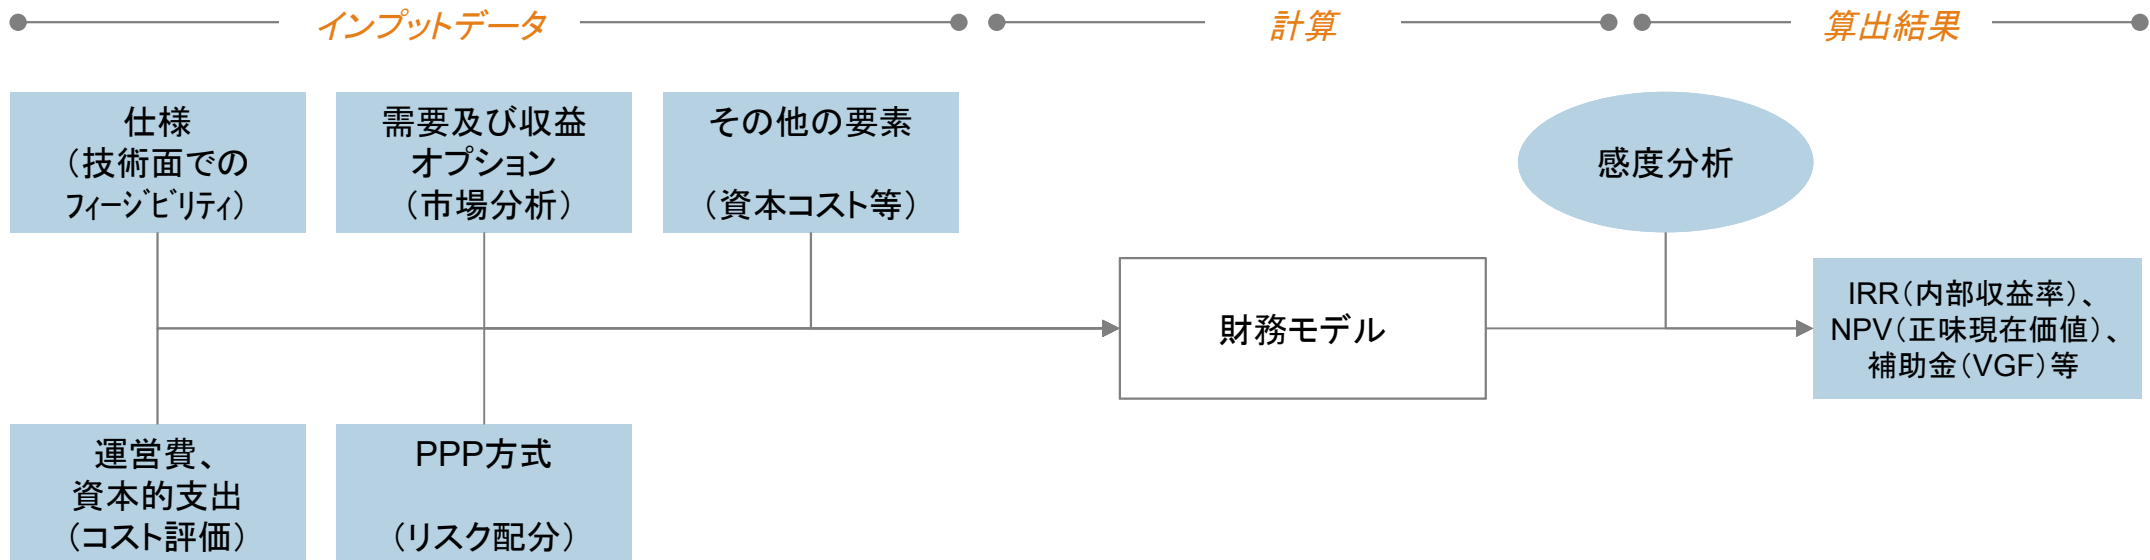 インプットデータ
計算
算出結果
仕様
（技術面での
フィージビリティ）
需要及び収益
オプション
（市場分析）
その他の要素
（資本コスト等）
感度分析
財務モデル
IRR（内部収益率）、
NPV（正味現在価値）、
補助金（VGF）等
運営費、
資本的支出
（コスト評価）
PPP方式
（リスク配分）